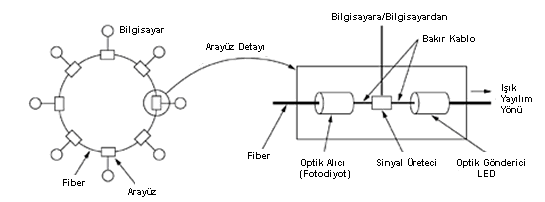 Bilgisayar
Fiber
Arayüz
Arayüz Detayı
Bilgisayara/Bilgisayardan
Bakır Kablo
Işık
Yayılım
Yönü
Fiber
Optik Alıcı
(Fotodiyot)
Sinyal Üreteci
Optik Gönderici
LED